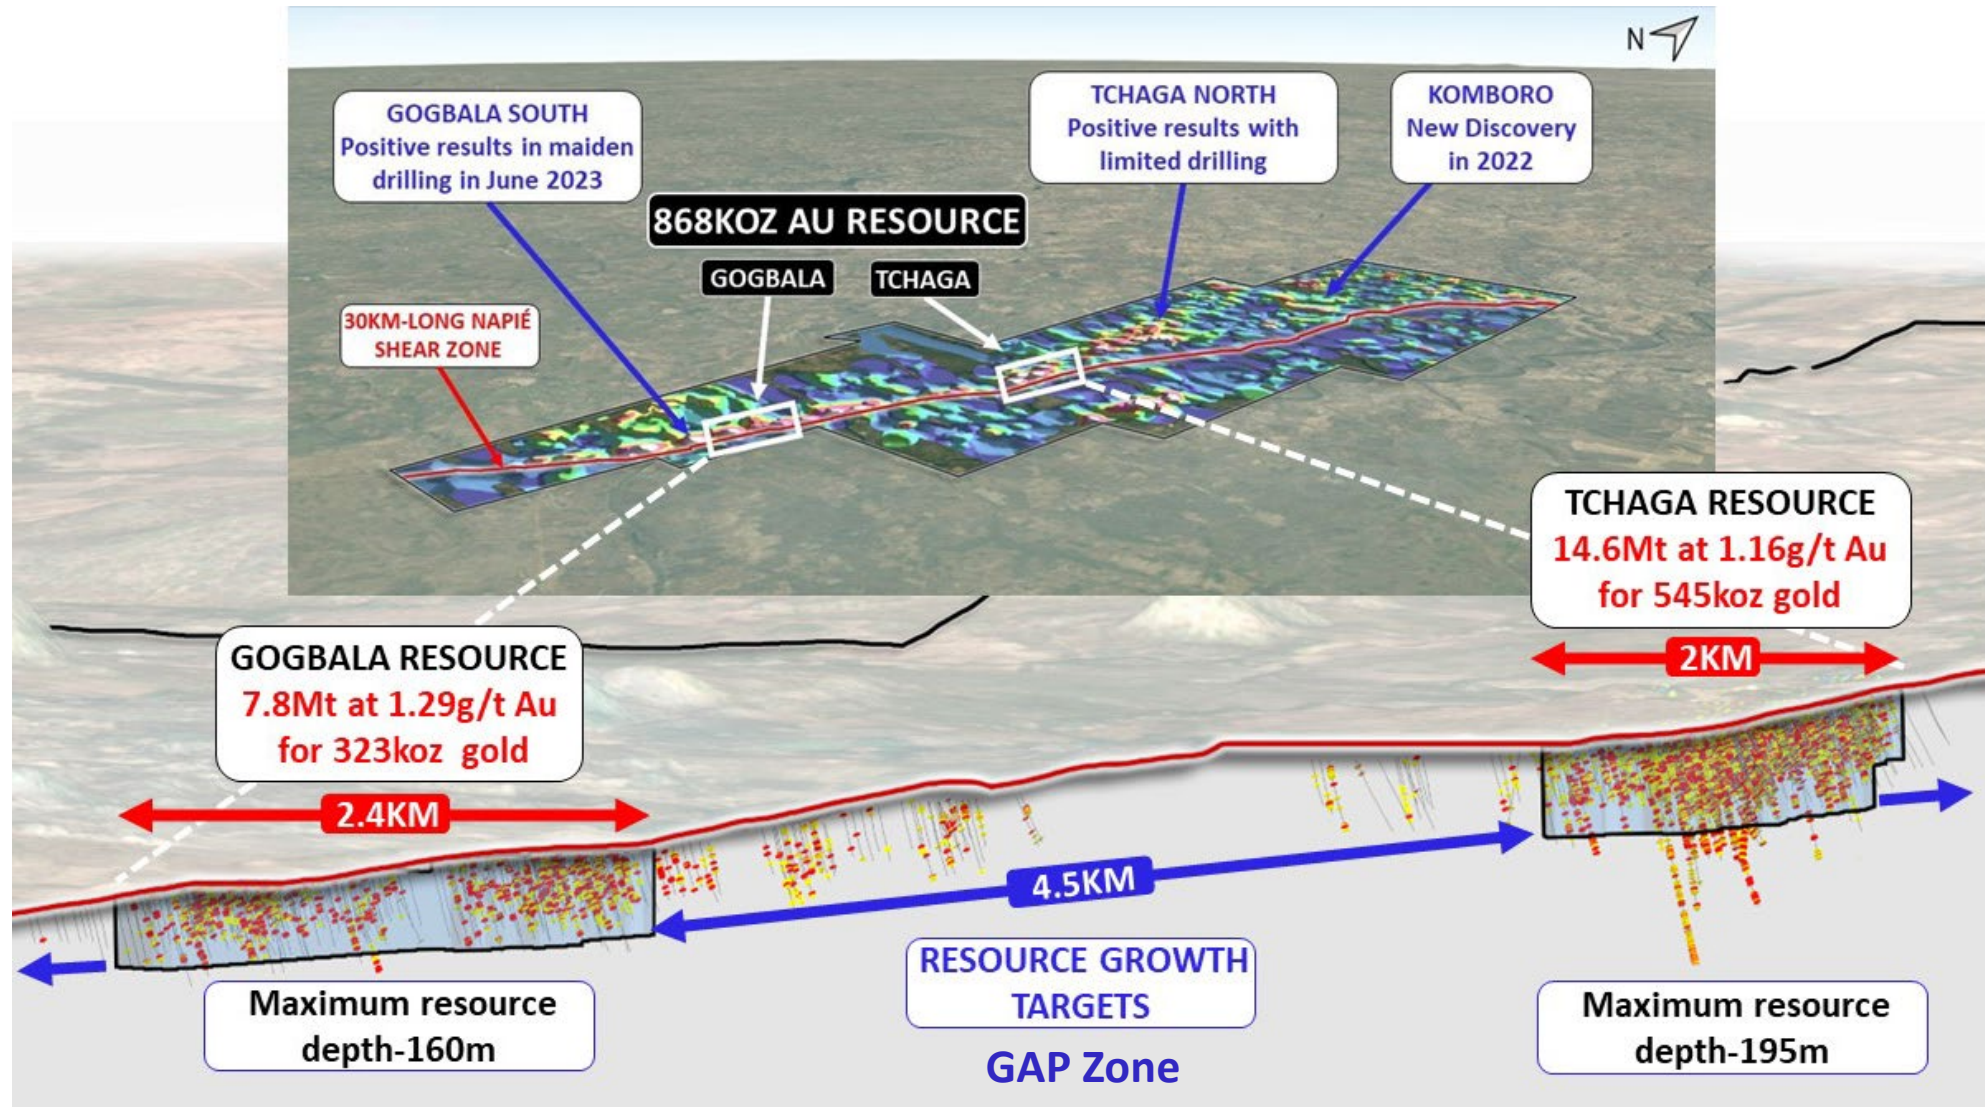 N
GOGBALA SOUTH
Positive results in maiden
drilling in June 2023
TCHAGA NORTH
Positive results with
limited drilling
KOMBORO
New Discovery
in 2022
868KOZ AU RESOURCE
GOGBALA
TCHAGA
30KM-LONG NAPIÉ
SHEAR ZONE
TCHAGA RESOURCE
14.6Mt at 1.16g/t Au
for 545koz gold
2KM
GOGBALA RESOURCE
7.8Mt at 1.29g/t Au
for 323koz gold
2.4KM
4.5KM
RESOURCE GROWTH
TARGETS
GAP Zone
Maximum resource
depth-160m
Maximum resource
depth-195m